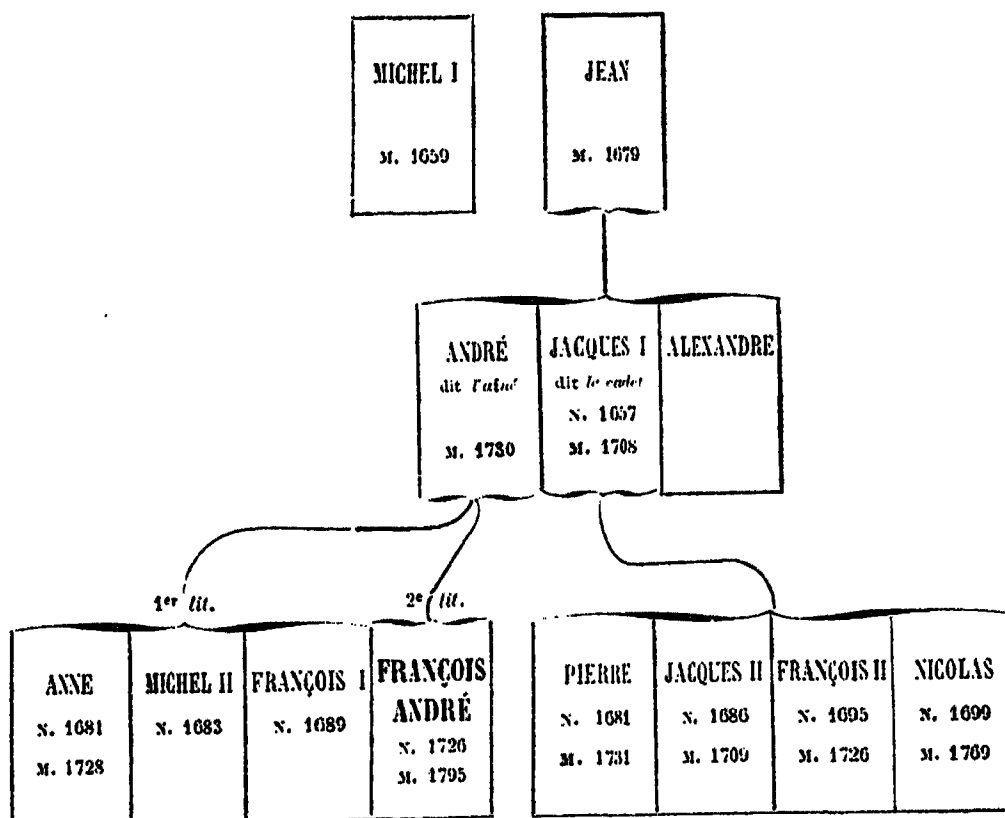 MICHEL I
M. 1659
JEAN
M. 1679
ANDRÉ
dit l'aîné
M. 1730
JACQUES I
dit le cadet
N. 1657
M. 1708
ALEXANDRE
1er lit.
2e lit.
ANNE
N. 1681
M. 1728
MICHEL II
N. 1683
FRANÇOIS I
N. 1689
FRANÇOIS
ANDRÉ
N. 1726
M. 1795
PIERRE
N. 1681
M. 1731
JACQUES II
N. 1686
M. 1709
FRANÇOIS II
N. 1695
M. 1726
NICOLAS
N. 1699
M. 1769